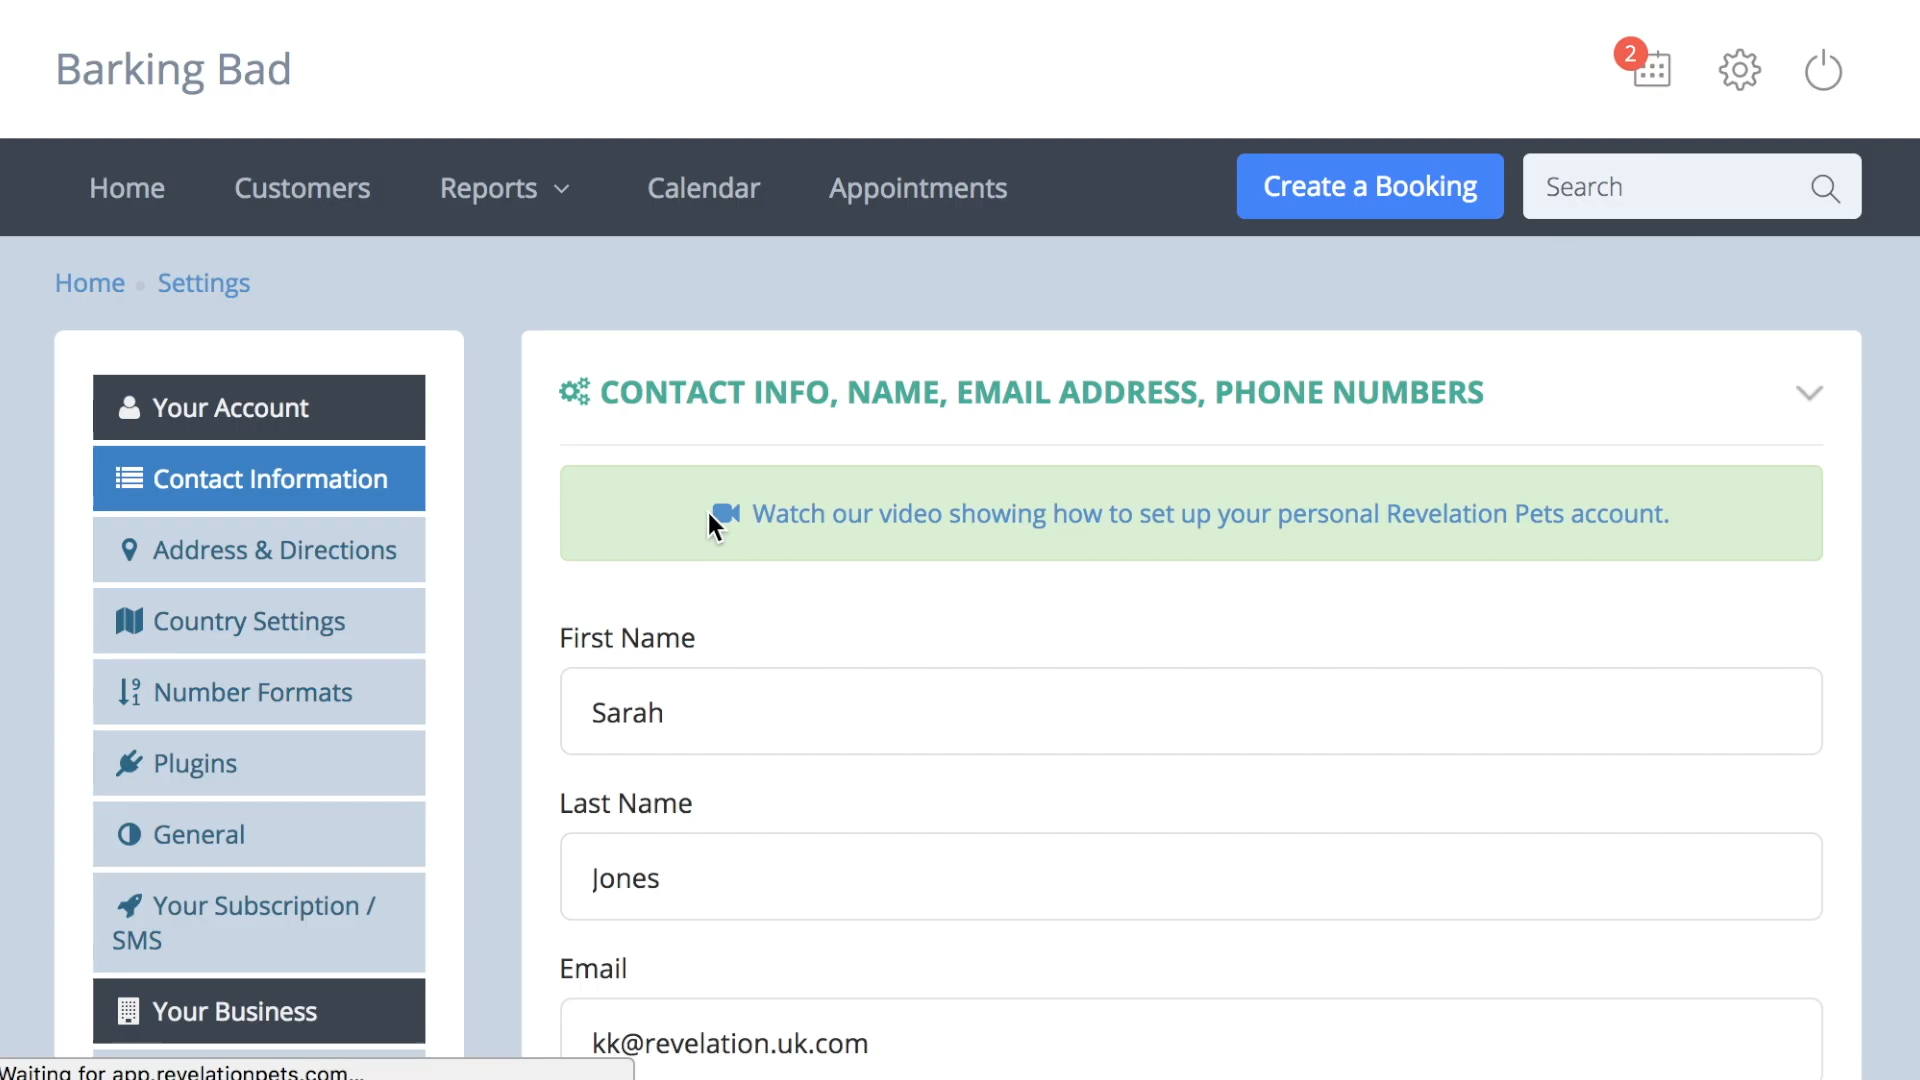 Barking Bad
2
Home Customers Reports Calendar Appointments Create a Booking Search
Home Settings
Your Account
Contact Information
Address & Directions
Country Settings
Number Formats
Plugins
General
Your Subscription /
SMS
Your Business
CONTACT INFO, NAME, EMAIL ADDRESS, PHONE NUMBERS
Watch our video showing how to set up your personal Revelation Pets account.
First Name
Sarah
Last Name
Jones
Email
kk@revelation.uk.com
Waiting for app.revelationpets.com...